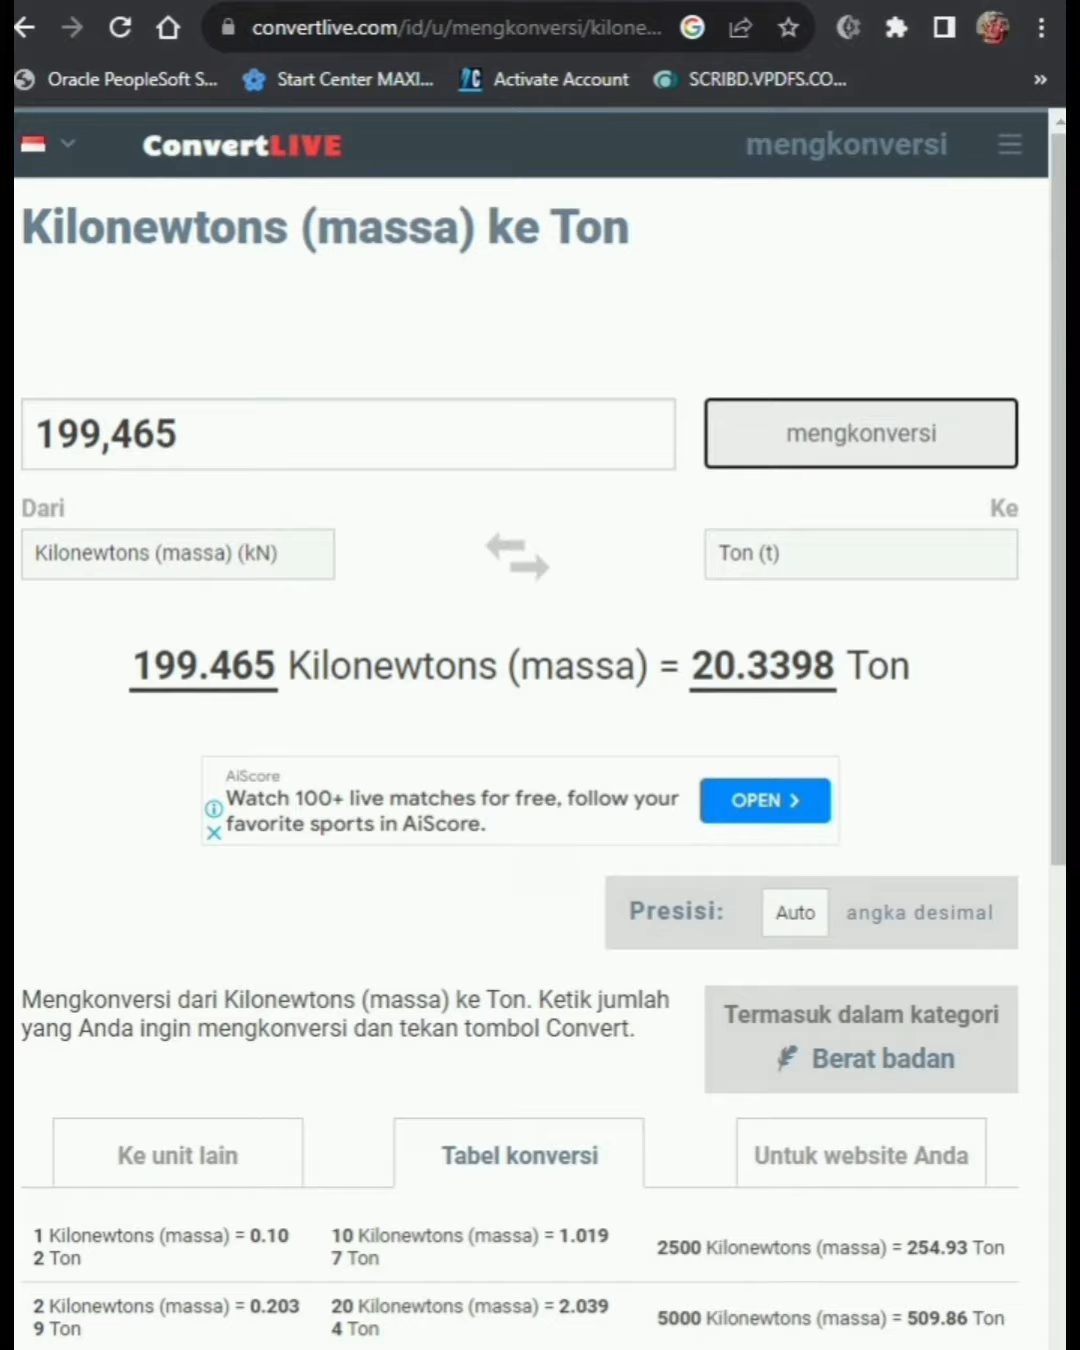 convertlive.com/id/u/mengkonversi/kilone...
Oracle PeopleSoft S... Start Center MAXI... Activate Account SCRIBD.VPDFS.CO... »
ConvertLIVE mengkonversi
Kilonewtons (massa) ke Ton
199,465 mengkonversi
Dari Ke
Kilonewtons (massa) (kN) Ton (t)
199.465 Kilonewtons (massa) = 20.3398 Ton
AiScore
Watch 100+ live matches for free, follow your
favorite sports in AiScore.
OPEN
Presisi: Auto angka desimal
Mengkonversi dari Kilonewtons (massa) ke Ton. Ketik jumlah
yang Anda ingin mengkonversi dan tekan tombol Convert.
Termasuk dalam kategori
Berat badan
Ke unit lain Tabel konversi Untuk website Anda
1 Kilonewtons (massa) = 0.10
2 Ton
10 Kilonewtons (massa) = 1.019
7 Ton
2500 Kilonewtons (massa) = 254.93 Ton
2 Kilonewtons (massa) = 0.203
9 Ton
20 Kilonewtons (massa) = 2.039
4 Ton
5000 Kilonewtons (massa) = 509.86 Ton